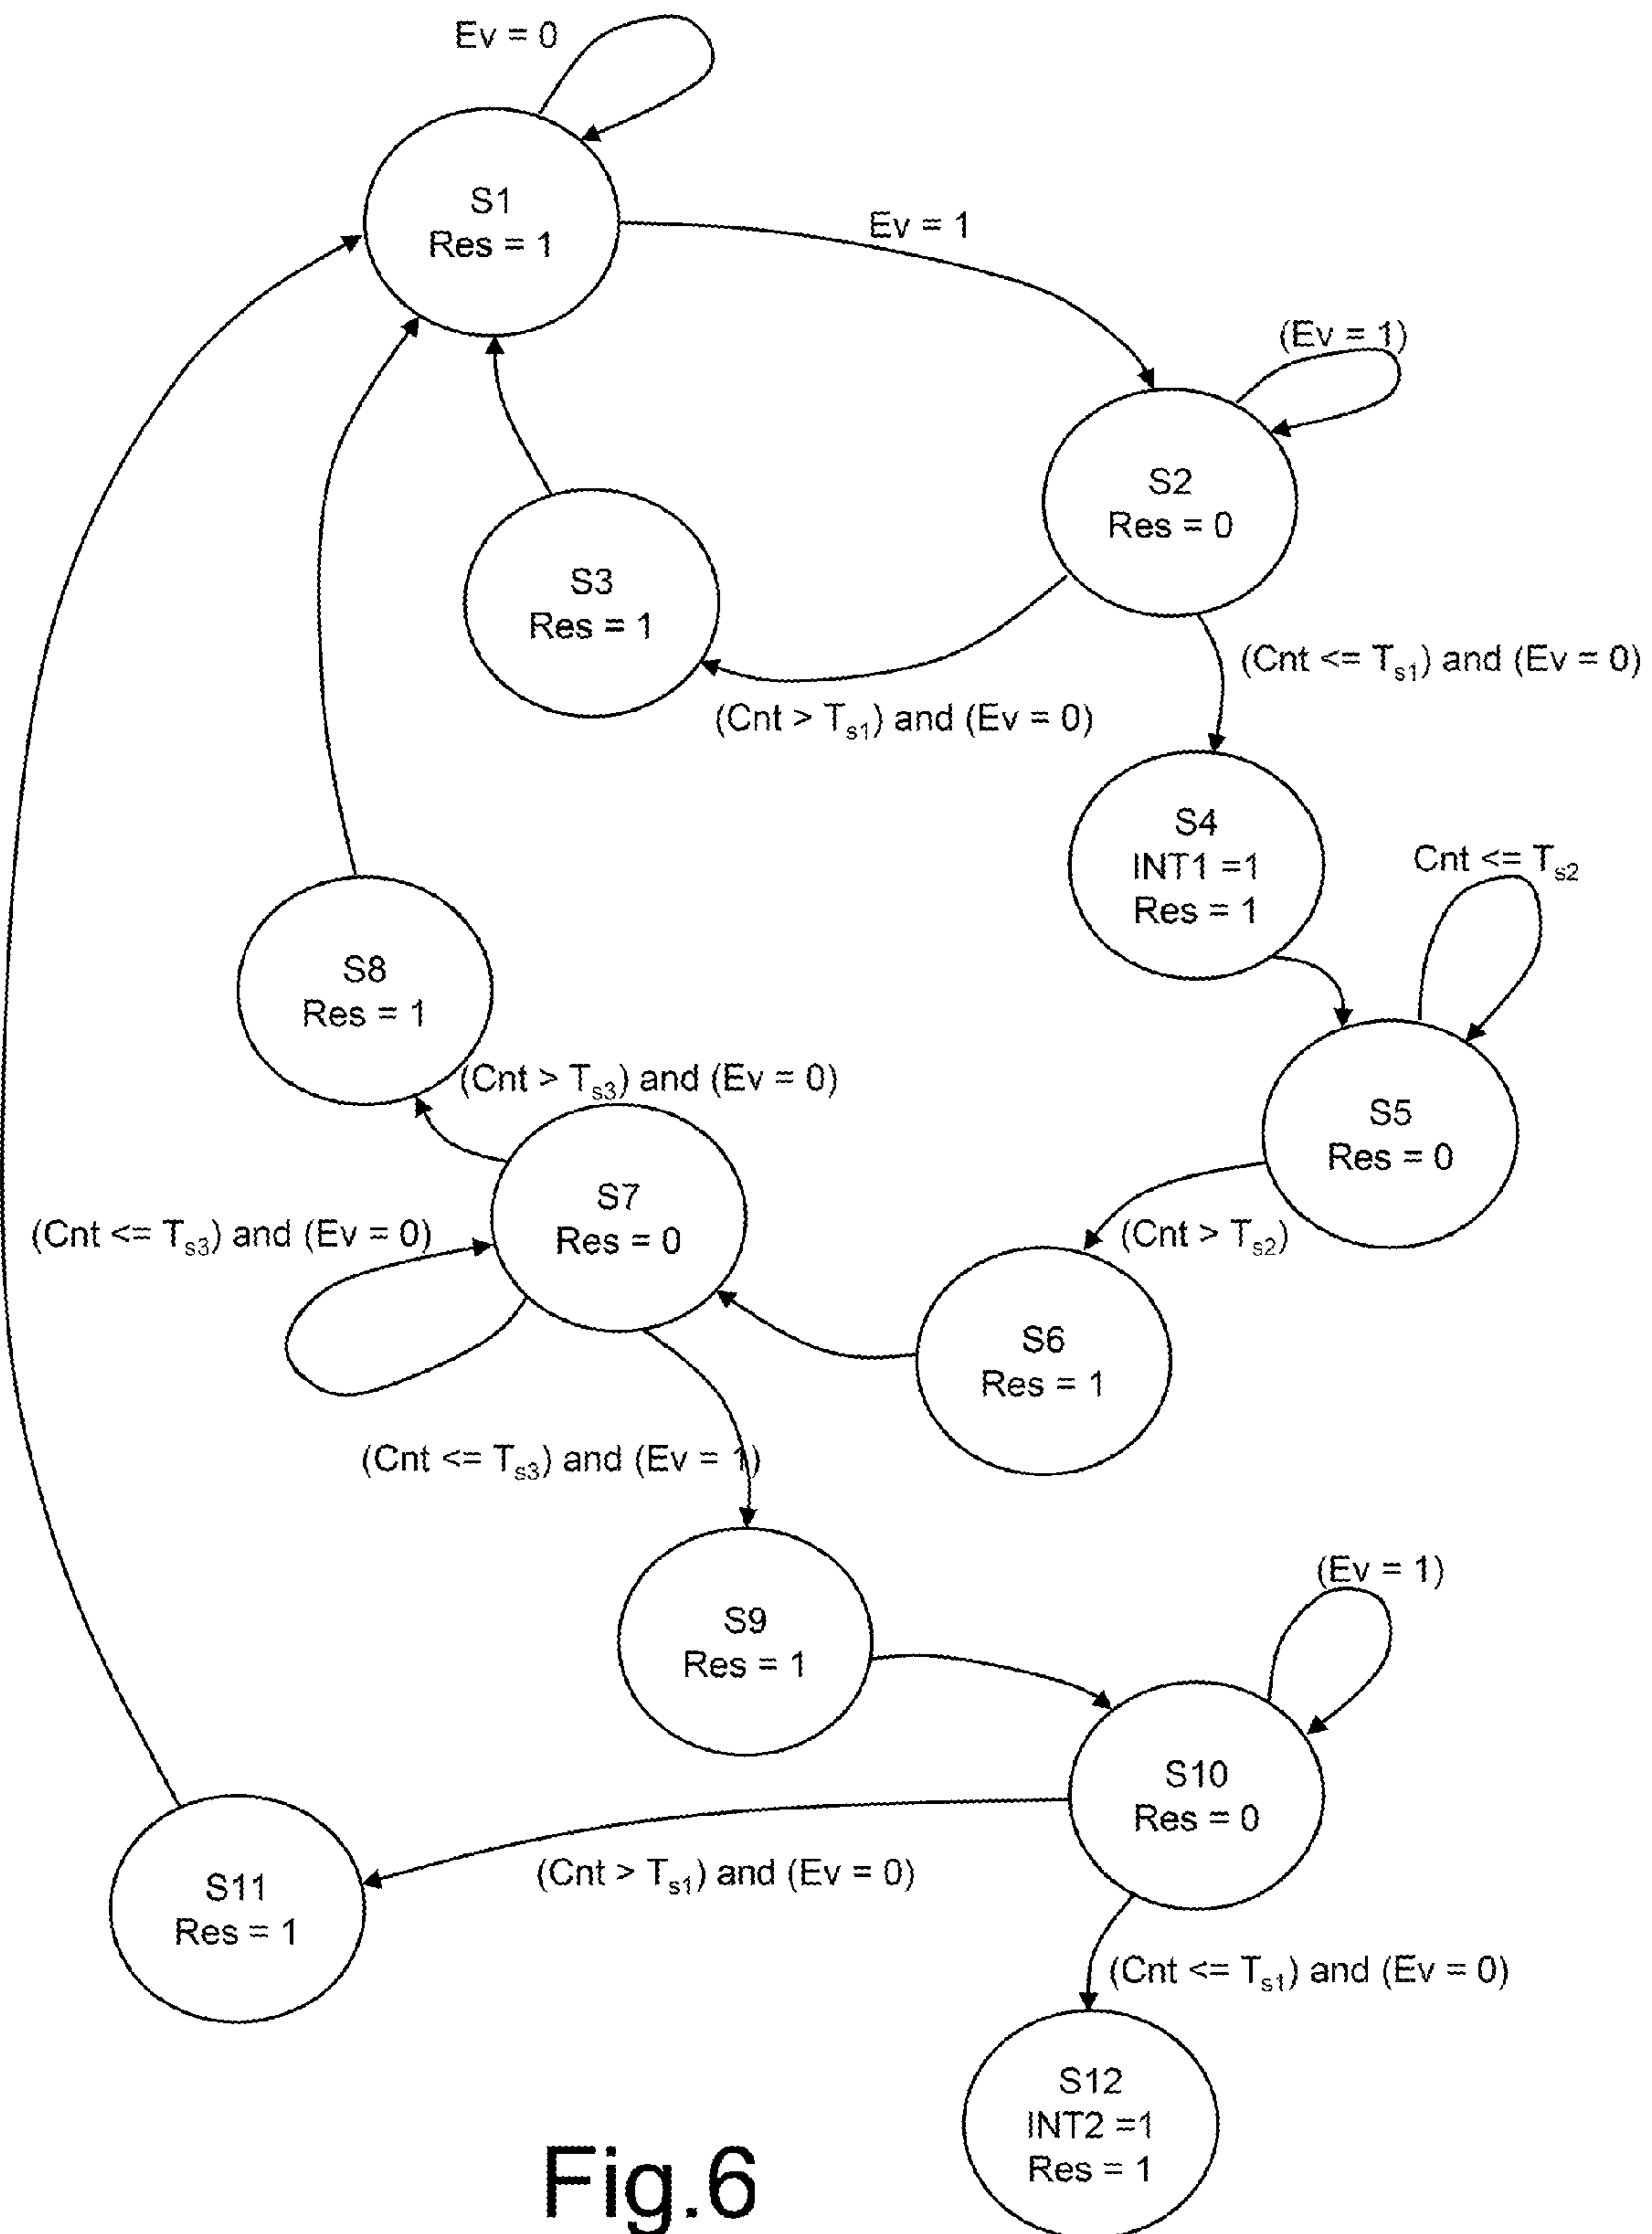 Ev = 0
S1
Res = 1
Ev = 1
(Ev = 1)
S2
Res = 0
S3
Res = 1
(Cnt <= Ts1) and (Ev = 0)
(Cnt > Ts1) and (Ev = 0)
S4
INT1 =1
Res = 1
Cnt <= Ts2
S8
Res = 1
(Cnt > Ts3) and (Ev = 0)
S5
Res = 0
S7
Res = 0
(Cnt <= Ts3) and (Ev = 0)
(Cnt > Ts2)
S6
Res = 1
(Cnt <= Ts3) and (Ev = 1)
(Ev = 1)
S9
Res = 1
S10
Res = 0
(Cnt > Ts1) and (Ev = 0)
S11
Res = 1
(Cnt <= Ts1) and (Ev = 0)
S12
INT2 =1
Res = 1
Fig.6